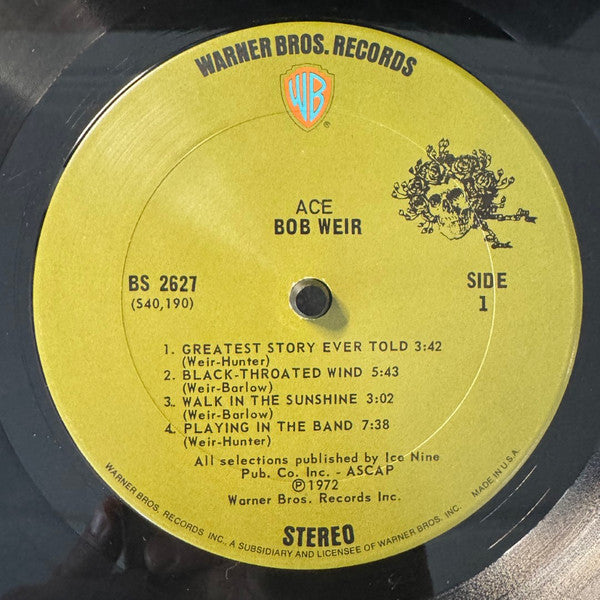 WARNER BROS. RECORDS
WB
®
ACE
BOB WEIR
BS 2627
(S40,190)
SIDE
1
1. GREATEST STORY EVER TOLD 3:42
(Weir-Hunter)
2. BLACK-THROATED WIND 5:43
(Weir-Barlow)
3. WALK IN THE SUNSHINE 3:02
(Weir-Barlow)
4. PLAYING IN THE BAND 7:38
(Weir-Hunter)
All selections published by Ice Nine
Pub. Co. Inc. - ASCAP
℗1972
Warner Bros. Records Inc.
STEREO
WARNER BROS. RECORDS INC., A SUBSIDIARY AND LICENSEE OF WARNER BROS. INC. MADE IN U.S.A.